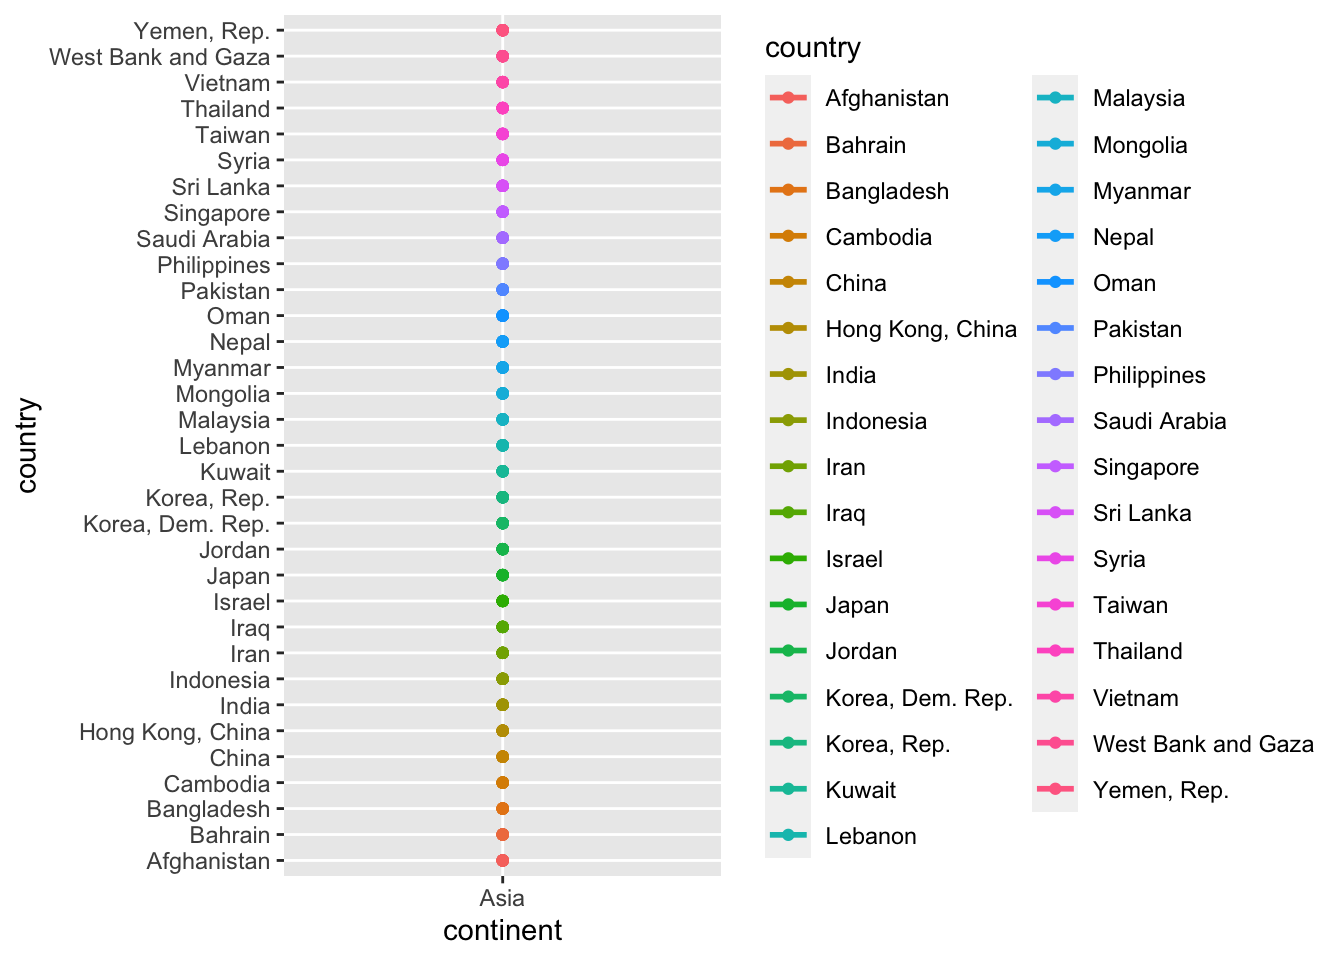 Yemen, Rep.
West Bank and Gaza
Vietnam
Thailand
Taiwan
Syria
Sri Lanka
Singapore
Saudi Arabia
Philippines
Pakistan
Oman
Nepal
Myanmar
Mongolia
Malaysia
Lebanon
Kuwait
Korea, Rep.
Korea, Dem. Rep.
Jordan
Japan
Israel
Iraq
Iran
Indonesia
India
Hong Kong, China
China
Cambodia
Bangladesh
Bahrain
Afghanistan
country
Asia
continent
country
Afghanistan
Bahrain
Bangladesh
Cambodia
China
Hong Kong, China
India
Indonesia
Iran
Iraq
Israel
Japan
Jordan
Korea, Dem. Rep.
Korea, Rep.
Kuwait
Lebanon
Malaysia
Mongolia
Myanmar
Nepal
Oman
Pakistan
Philippines
Saudi Arabia
Singapore
Sri Lanka
Syria
Taiwan
Thailand
Vietnam
West Bank and Gaza
Yemen, Rep.